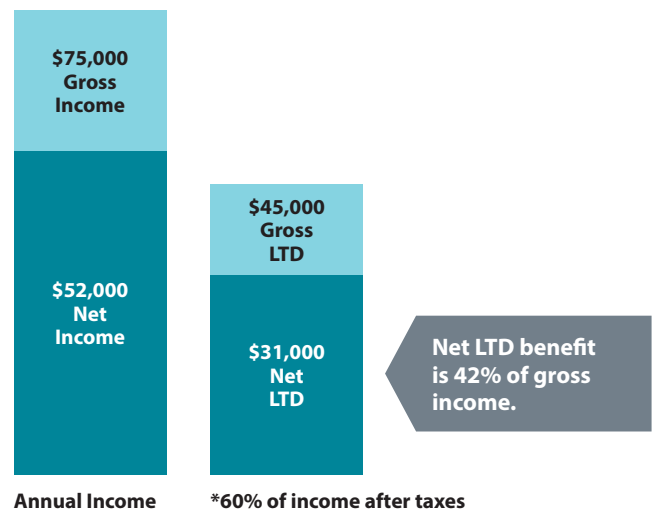 $75,000
Gross
Income
$52,000
Net
Income
$45,000
Gross
LTD
$31,000
Net
LTD
Net LTD benefit
is 42% of gross
income.
Annual Income
*60% of income after taxes